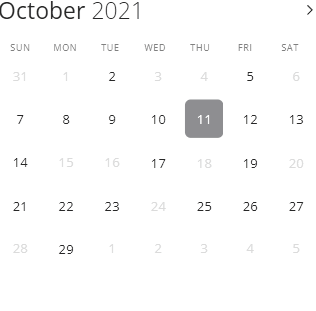 October 2021
SUN MON TUE WED THU FRI SAT
31 1 2 3 4 5 6
7 8 9 10 11 12 13
14 15 16 17 18 19 20
21 22 23 24 25 26 27
28 29 1 2 3 4 5